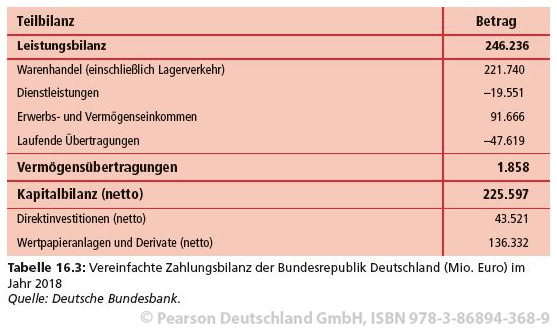 Teilbilanz Betrag
Leistungsbilanz 246.236
Warenhandel (einschließlich Lagerverkehr) 221.740
Dienstleistungen –19.551
Erwerbs- und Vermögenseinkommen 91.666
Laufende Übertragungen –47.619
Vermögensübertragungen 1.858
Kapitalbilanz (netto) 225.597
Direktinvestitionen (netto) 43.521
Wertpapieranlagen und Derivate (netto) 136.332
Tabelle 16.3: Vereinfachte Zahlungsbilanz der Bundesrepublik Deutschland (Mio. Euro) im
Jahr 2018
Quelle: Deutsche Bundesbank.
© Pearson Deutschland GmbH, ISBN 978-3-86894-368-9